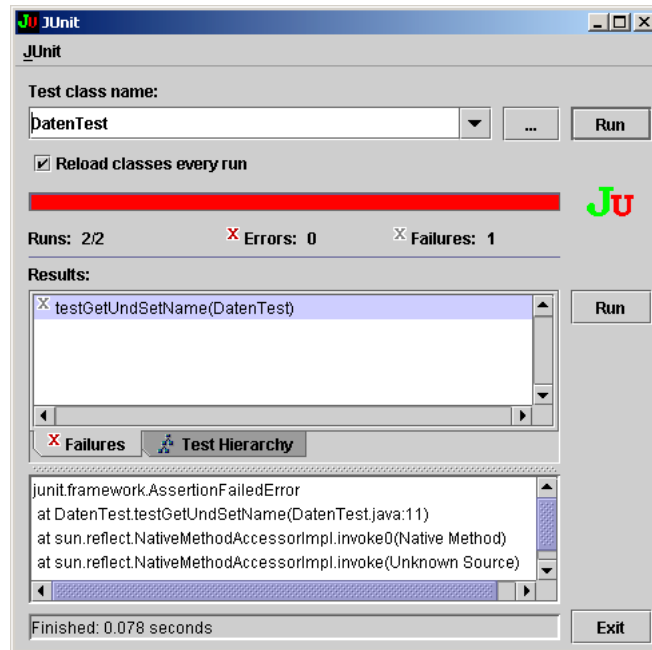 JUnit
JUnit
Test class name:
DatenTest
...
Run
Reload classes every run
JU
Runs: 2/2
X Errors: 0
X Failures: 1
Results:
X testGetUndSetName(DatenTest)
Run
X Failures
Test Hierarchy
junit.framework.AssertionFailedError
at DatenTest.testGetUndSetName(DatenTest.java:11)
at sun.reflect.NativeMethodAccessorImpl.invoke0(Native Method)
at sun.reflect.NativeMethodAccessorImpl.invoke(Unknown Source)
Finished: 0.078 seconds
Exit